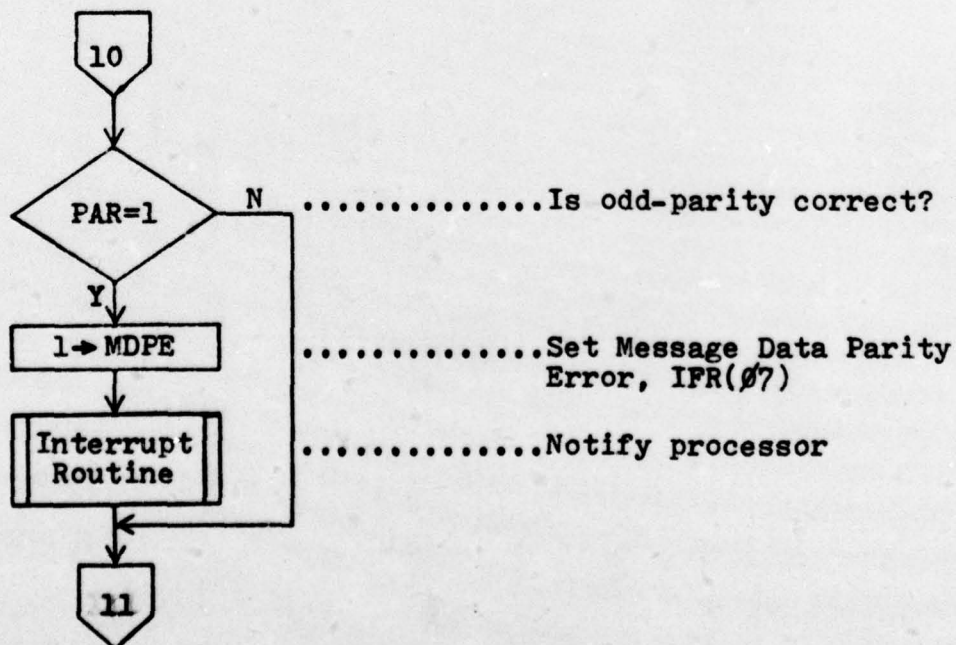 10
PAR=1
N
..............Is odd-parity correct?
Y
1→MDPE
..............Set Message Data Parity
Error, IFR(Ø7)
Interrupt
Routine
..............Notify processor
11